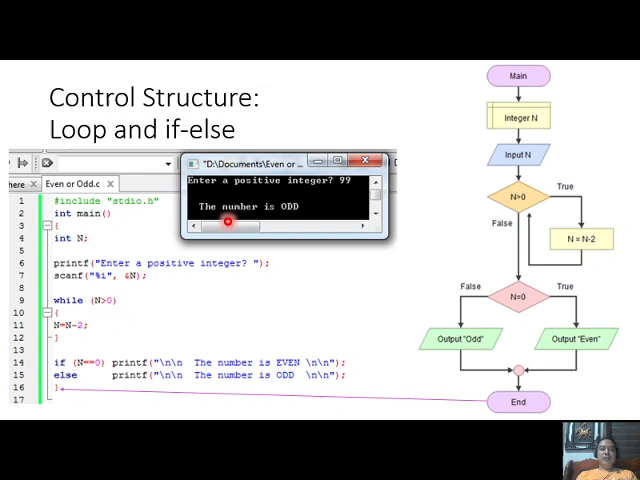 Control Structure:
Loop and if-else
"D:\Documents\Even or ...
Enter a positive integer? 99
The number is ODD
here
Even or Odd.c
1 #include "stdio.h"
2 int main()
3 {
4 int N;
5
6 printf("Enter a positive integer? ");
7 scanf("%i", &N);
8
9 while (N>0)
10 {
11 N=N-2;
12 }
13
14 if (N==0) printf("\n\n The number is EVEN \n\n");
15 else printf("\n\n The number is ODD \n\n");
16 }
17
Main
Integer N
Input N
N>0
True
False
N = N-2
N=0
False
True
Output "Odd"
Output "Even"
End